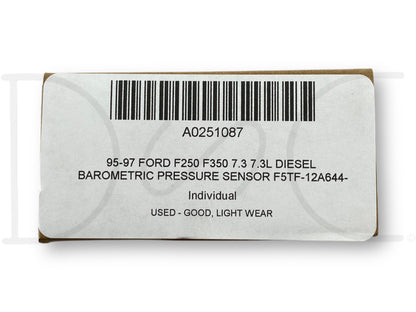 A0251087
95-97 FORD F250 F350 7.3 7.3L DIESEL
BAROMETRIC PRESSURE SENSOR F5TF-12A644-
Individual
USED - GOOD, LIGHT WEAR